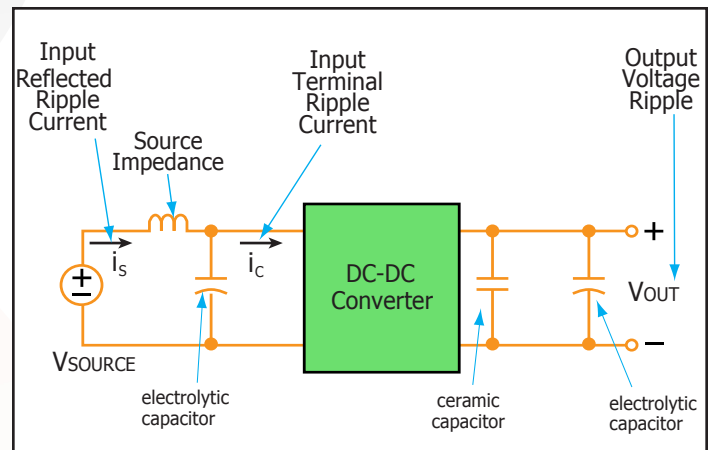 Input
Reflected
Ripple
Current
Source
Impedance
Input
Terminal
Ripple
Current
Output
Voltage
Ripple
iS
iC
DC-DC
Converter
+
−
+
−
VOUT
VSOURCE
electrolytic
capacitor
ceramic
capacitor
electrolytic
capacitor